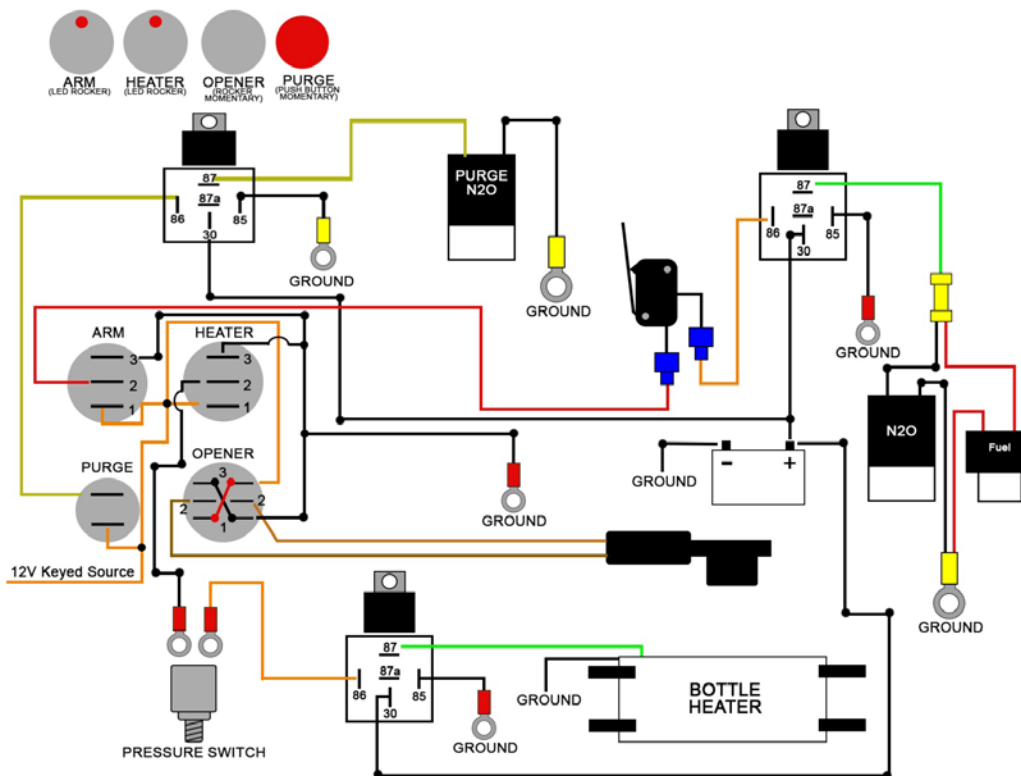 ARM
(LED ROCKER)
HEATER
(LED ROCKER)
OPENER
(ROCKER
MOMENTARY)
PURGE
(PUSH BUTTON
MOMENTARY)
87
87a
86
85
30
GROUND
PURGE
N2O
GROUND
87
87a
86
85
30
GROUND
ARM
3
2
1
HEATER
3
2
1
PURGE
OPENER
3
2
2
1
GROUND
GROUND
-
+
N2O
Fuel
GROUND
12V Keyed Source
PRESSURE SWITCH
87
87a
86
85
30
GROUND
GROUND
BOTTLE
HEATER